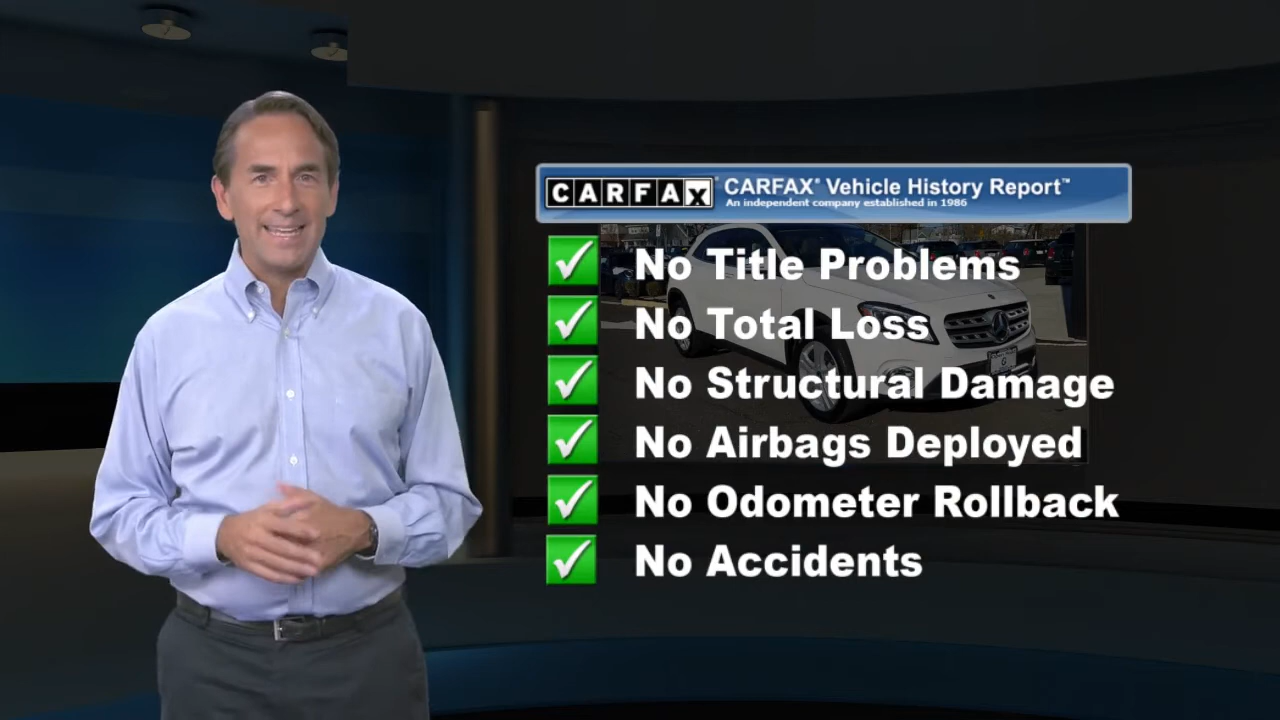 CARFAX® CARFAX® Vehicle History Report™
An independent company established in 1986
No Title Problems
No Total Loss
No Structural Damage
No Airbags Deployed
No Odometer Rollback
No Accidents